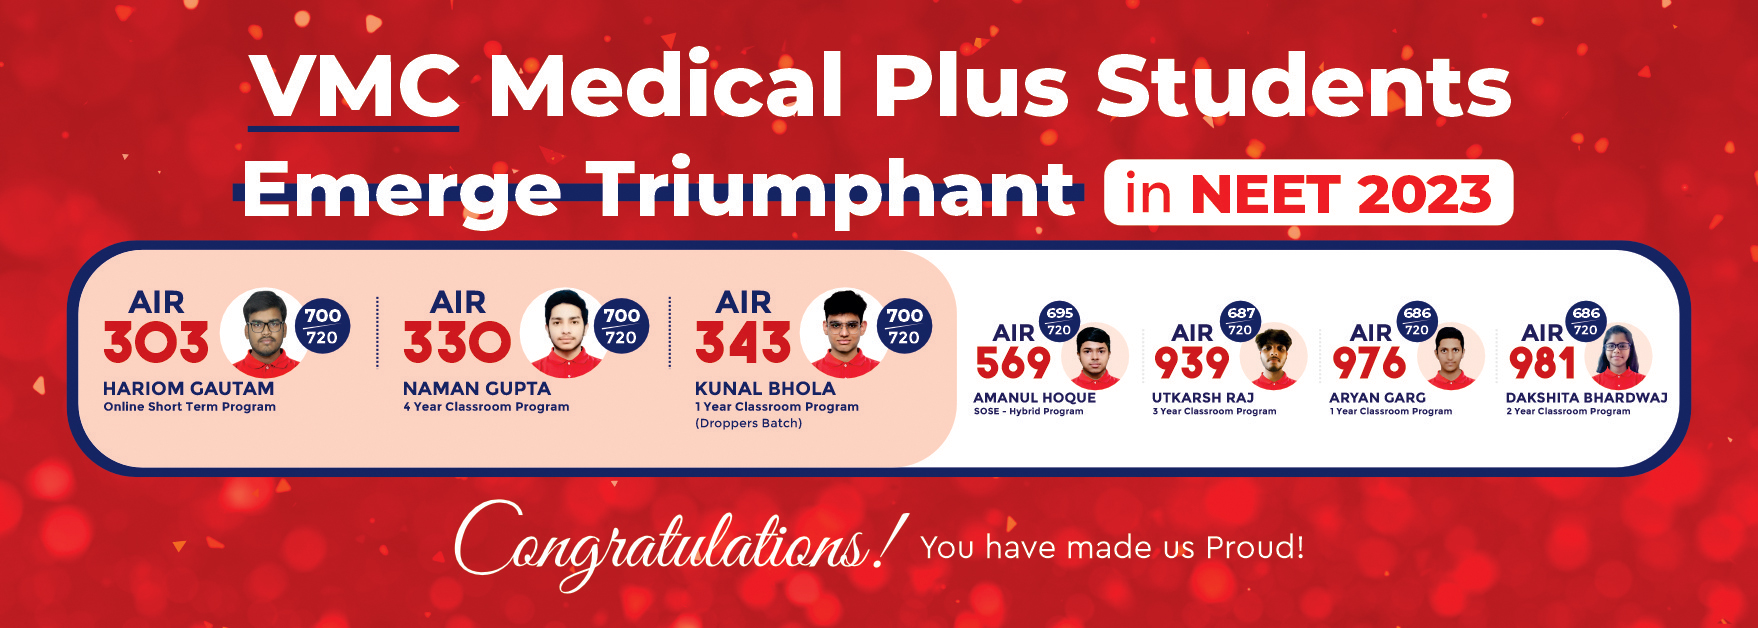 VMC Medical Plus Students
Emerge Triumphant in NEET 2023
AIR
303
700
720
HARIOM GAUTAM
Online Short Term Program
AIR
330
700
720
NAMAN GUPTA
4 Year Classroom Program
AIR
343
700
720
KUNAL BHOLA
1 Year Classroom Program
(Droppers Batch)
AIR
569
695
720
AMANUL HOQUE
SOSE - Hybrid Program
AIR
939
687
720
UTKARSH RAJ
3 Year Classroom Program
AIR
976
686
720
ARYAN GARG
1 Year Classroom Program
AIR
981
686
720
DAKSHITA BHARDWAJ
2 Year Classroom Program
Congratulations! You have made us Proud!